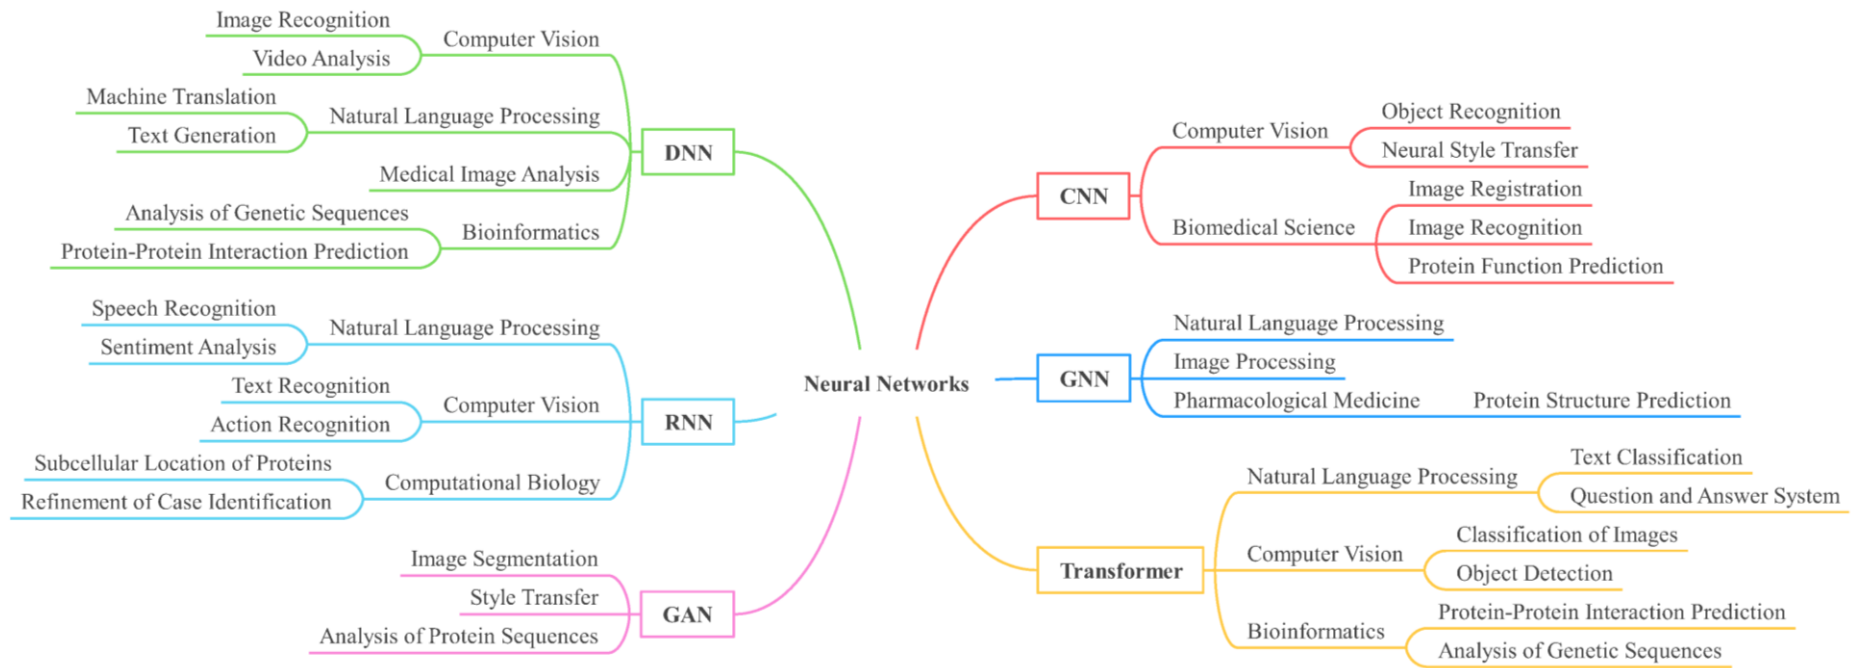 Image Recognition
Video Analysis
Computer Vision
Machine Translation
Text Generation
Natural Language Processing
Medical Image Analysis
Analysis of Genetic Sequences
Protein-Protein Interaction Prediction
Bioinformatics
DNN
Speech Recognition
Sentiment Analysis
Natural Language Processing
Text Recognition
Action Recognition
Computer Vision
Subcellular Location of Proteins
Refinement of Case Identification
Computational Biology
RNN
Image Segmentation
Style Transfer
Analysis of Protein Sequences
GAN
Neural Networks
CNN
Computer Vision
Object Recognition
Neural Style Transfer
Biomedical Science
Image Registration
Image Recognition
Protein Function Prediction
GNN
Natural Language Processing
Image Processing
Pharmacological Medicine
Protein Structure Prediction
Transformer
Natural Language Processing
Text Classification
Question and Answer System
Computer Vision
Classification of Images
Object Detection
Bioinformatics
Protein-Protein Interaction Prediction
Analysis of Genetic Sequences